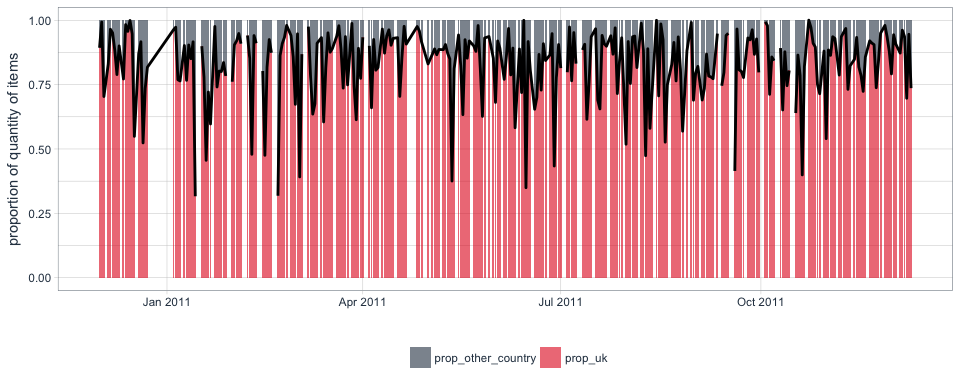 proportion of quantity of items
1.00
0.75
0.50
0.25
0.00
Jan 2011 Apr 2011 Jul 2011 Oct 2011
prop_other_country prop_uk